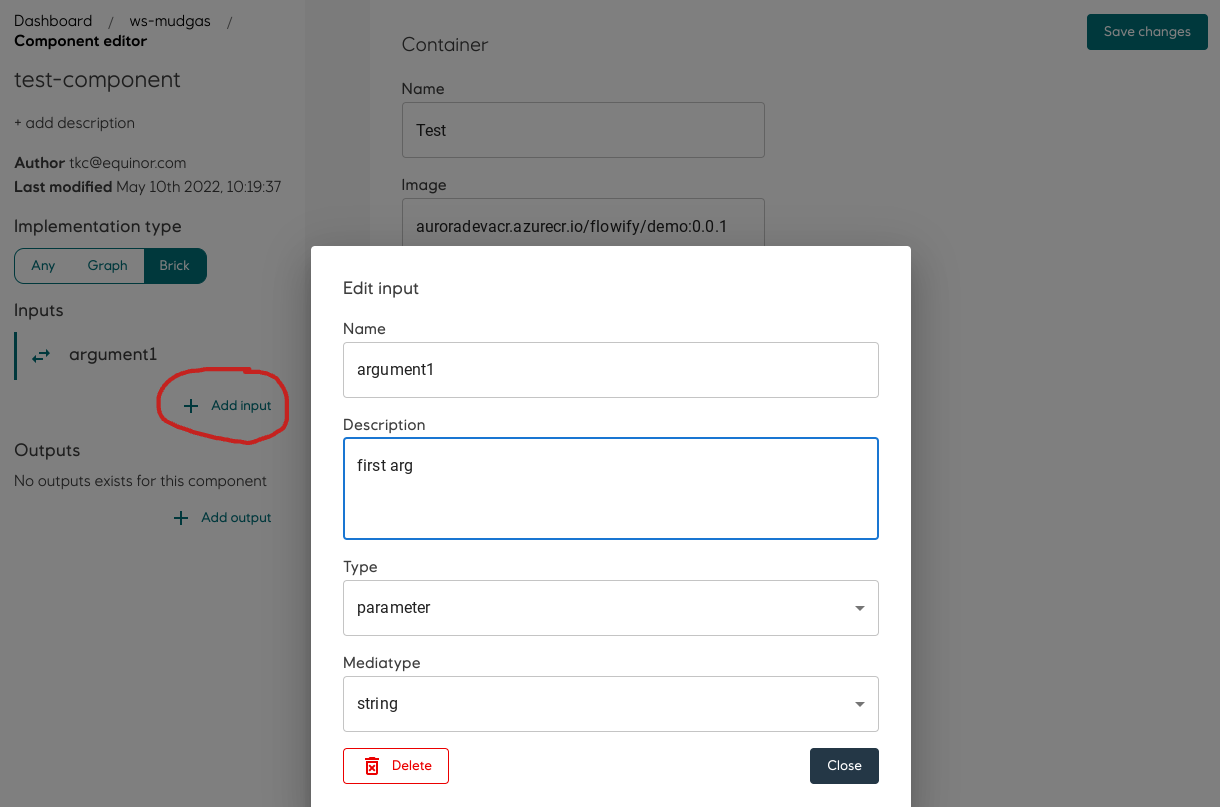 Dashboard / ws-mudgas /
Component editor
test-component
+ add description
Author tkc@equinor.com
Last modified May 10th 2022, 10:19:37
Implementation type
Any Graph Brick
Inputs
argument1
+ Add input
Outputs
No outputs exists for this component
+ Add output
Container
Save changes
Name
Test
Image
auroradevacr.azurecr.io/flowify/demo:0.0.1
Edit input
Name
argument1
Description
first arg
Type
parameter
Mediatype
string
Delete Close